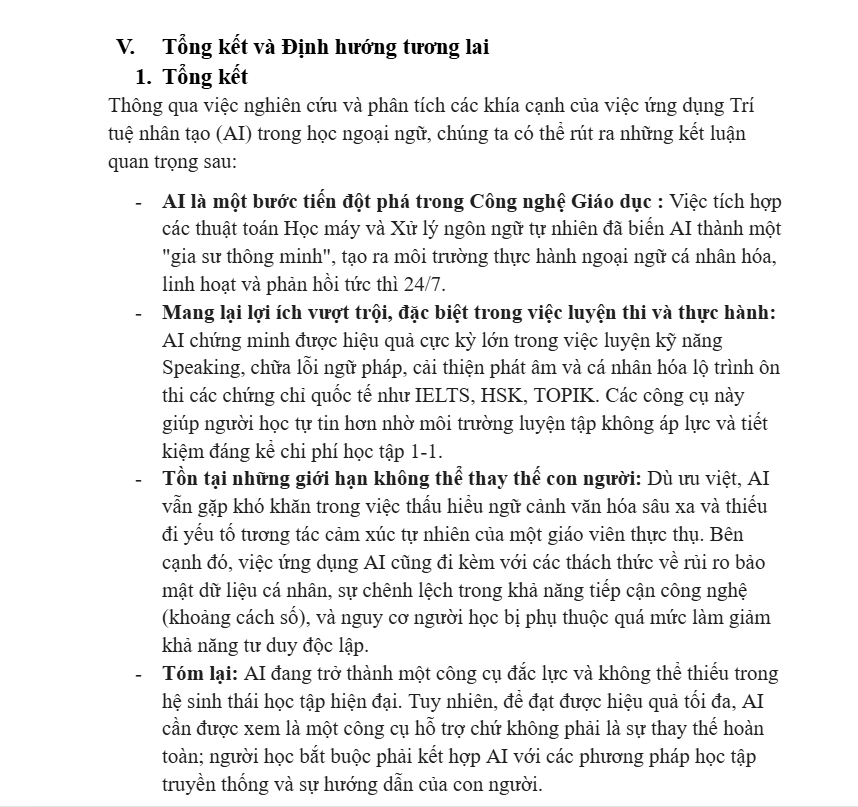 V. Tổng kết và Định hướng tương lai
1. Tổng kết
Thông qua việc nghiên cứu và phân tích các khía cạnh của việc ứng dụng Trí
tuệ nhân tạo (AI) trong học ngoại ngữ, chúng ta có thể rút ra những kết luận
quan trọng sau:
- AI là một bước tiến đột phá trong Công nghệ Giáo dục : Việc tích hợp
các thuật toán Học máy và Xử lý ngôn ngữ tự nhiên đã biến AI thành một
"gia sư thông minh", tạo ra môi trường thực hành ngoại ngữ cá nhân hóa,
linh hoạt và phản hồi tức thì 24/7.
- Mang lại lợi ích vượt trội, đặc biệt trong việc luyện thi và thực hành:
AI chứng minh được hiệu quả cực kỳ lớn trong việc luyện kỹ năng
Speaking, chữa lỗi ngữ pháp, cải thiện phát âm và cá nhân hóa lộ trình ôn
thi các chứng chỉ quốc tế như IELTS, HSK, TOPIK. Các công cụ này
giúp người học tự tin hơn nhờ môi trường luyện tập không áp lực và tiết
kiệm đáng kể chi phí học tập 1-1.
- Tồn tại những giới hạn không thể thay thế con người: Dù ưu việt, AI
vẫn gặp khó khăn trong việc thấu hiểu ngữ cảnh văn hóa sâu xa và thiếu
đi yếu tố tương tác cảm xúc tự nhiên của một giáo viên thực thụ. Bên
cạnh đó, việc ứng dụng AI cũng đi kèm với các thách thức về rủi ro bảo
mật dữ liệu cá nhân, sự chênh lệch trong khả năng tiếp cận công nghệ
(khoảng cách số), và nguy cơ người học bị phụ thuộc quá mức làm giảm
khả năng tư duy độc lập.
- Tóm lại: AI đang trở thành một công cụ đắc lực và không thể thiếu trong
hệ sinh thái học tập hiện đại. Tuy nhiên, để đạt được hiệu quả tối đa, AI
cần được xem là một công cụ hỗ trợ chứ không phải là sự thay thế hoàn
toàn; người học bắt buộc phải kết hợp AI với các phương pháp học tập
truyền thống và sự hướng dẫn của con người.